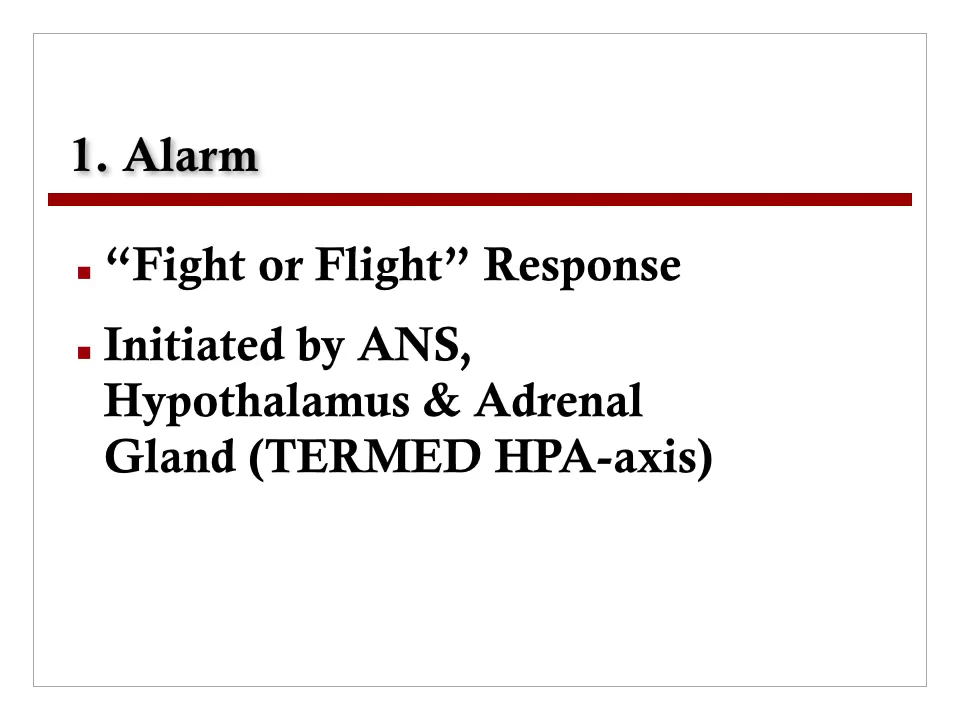 1. Alarm
“Fight or Flight” Response
Initiated by ANS,
Hypothalamus & Adrenal
Gland (TERMED HPA-axis)